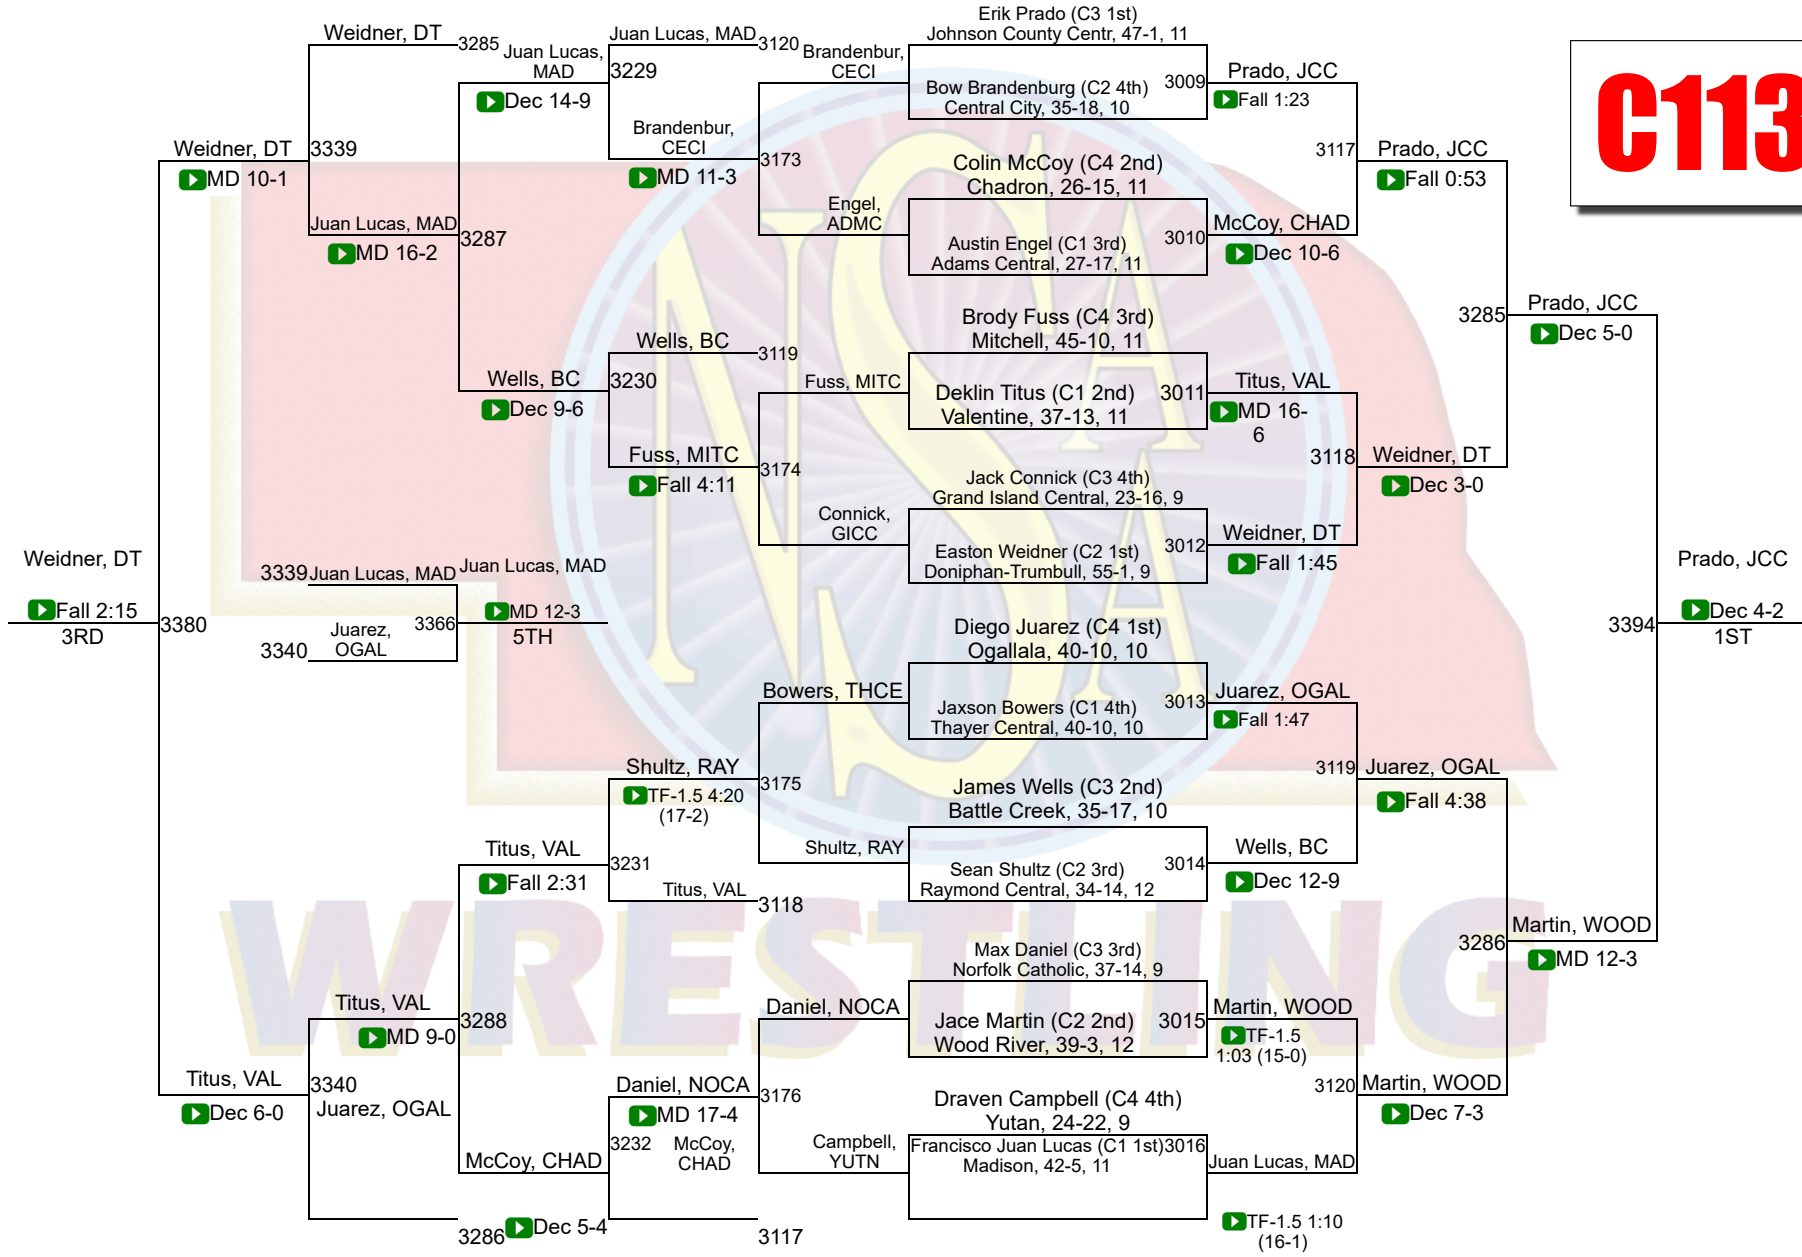 C113
Erik Prado (C3 1st)
Johnson County Centr, 47-1, 11
Bow Brandenburg (C2 4th)
Central City, 35-18, 10
3009
Colin McCoy (C4 2nd)
Chadron, 26-15, 11
Austin Engel (C1 3rd)
Adams Central, 27-17, 11
3010
Brody Fuss (C4 3rd)
Mitchell, 45-10, 11
Deklin Titus (C1 2nd)
Valentine, 37-13, 11
3011
Jack Connick (C3 4th)
Grand Island Central, 23-16, 9
Easton Weidner (C2 1st)
Doniphan-Trumbull, 55-1, 9
3012
Diego Juarez (C4 1st)
Ogallala, 40-10, 10
Jaxson Bowers (C1 4th)
Thayer Central, 40-10, 10
3013
James Wells (C3 2nd)
Battle Creek, 35-17, 10
Sean Shultz (C2 3rd)
Raymond Central, 34-14, 12
3014
Max Daniel (C3 3rd)
Norfolk Catholic, 37-14, 9
Jace Martin (C2 2nd)
Wood River, 39-3, 12
3015
Draven Campbell (C4 4th)
Yutan, 24-22, 9
Francisco Juan Lucas (C1 1st)
Madison, 42-5, 11
3016
Prado, JCC
Fall 1:23
McCoy, CHAD
Dec 10-6
Titus, VAL
MD 16-
6
Weidner, DT
Fall 1:45
Juarez, OGAL
Fall 1:47
Wells, BC
Dec 12-9
Martin, WOOD
TF-1.5
1:03 (15-0)
Juan Lucas, MAD
TF-1.5 1:10
(16-1)
3117
Prado, JCC
Fall 0:53
3118
Weidner, DT
Dec 3-0
3119
Juarez, OGAL
Fall 4:38
3120
Martin, WOOD
Dec 7-3
3285
Prado, JCC
Dec 5-0
3286
Martin, WOOD
MD 12-3
3394
Prado, JCC
Dec 4-2
1ST
Brandenbur,
CECI
Engel,
ADMC
3173
Fuss, MITC
Connick,
GICC
3174
Bowers, THCE
Shultz, RAY
3175
Daniel, NOCA
Campbell,
YUTN
3176
Juan Lucas, MAD
3120
Brandenbur,
CECI
MD 11-3
3229
Wells, BC
3119
Fuss, MITC
Fall 4:11
3230
Shultz, RAY
TF-1.5 4:20
(17-2)
3231
Titus, VAL
3118
Daniel, NOCA
MD 17-4
3232
McCoy,
CHAD
3117
Juan Lucas,
MAD
Dec 14-9
Wells, BC
Dec 9-6
3287
Titus, VAL
Fall 2:31
3288
McCoy, CHAD
Dec 5-4
Weidner, DT
3285
Juan Lucas, MAD
MD 16-2
3339
Titus, VAL
MD 9-0
3340
Juarez, OGAL
3286
Weidner, DT
MD 10-1
Titus, VAL
Dec 6-0
3380
Weidner, DT
Fall 2:15
3RD
3339
Juan Lucas, MAD
3340
Juarez,
OGAL
3366
Juan Lucas, MAD
MD 12-3
5TH
NSAA
WRESTLING